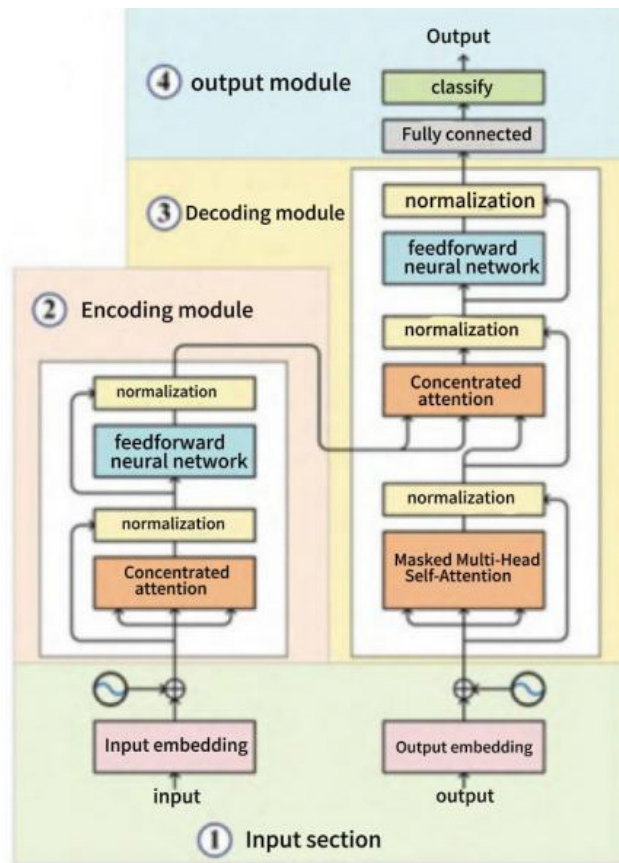 Output
④ output module
classify
Fully connected
③ Decoding module
normalization
feedforward
neural network
normalization
Concentrated
attention
normalization
Masked Multi-Head
Self-Attention
② Encoding module
normalization
feedforward
neural network
normalization
Concentrated
attention
Input embedding
Output embedding
input
output
① Input section